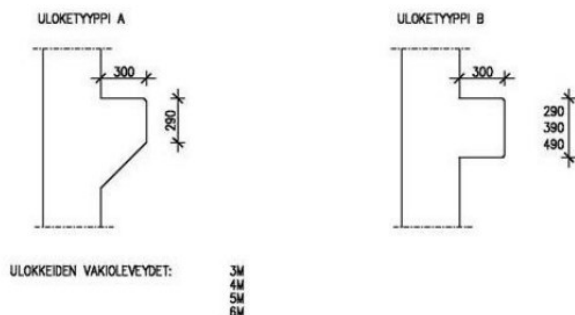 ULOKETYYPPI A
ULOKETYYPPI B
300
290
300
290
390
490
ULOKKEIDEN VAKIOLEVEYDET:
3M
4M
5M
6M